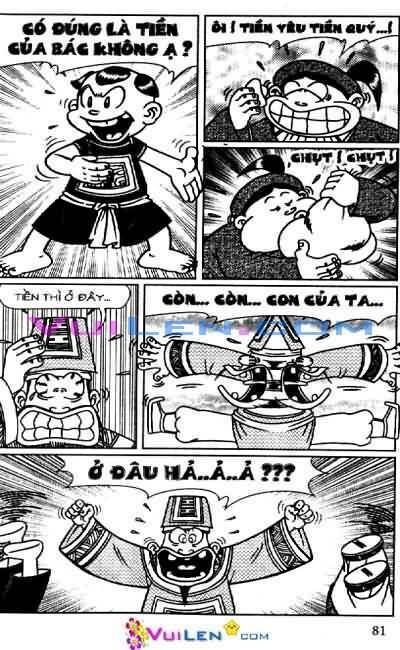 CÓ ĐÚNG LÀ TIỀN
CỦA BÁC KHÔNG Ạ?
ÔI! TIỀN YÊU TIỀN QUÝ...!
CHỤT! CHỤT!
TIỀN THÌ Ở ĐÂY...
CÒN... CÒN... CON CỦA TA...
VUILEN.COM
Ở ĐÂU HẢ..Ả..Ả ???
81
VUILEN.COM